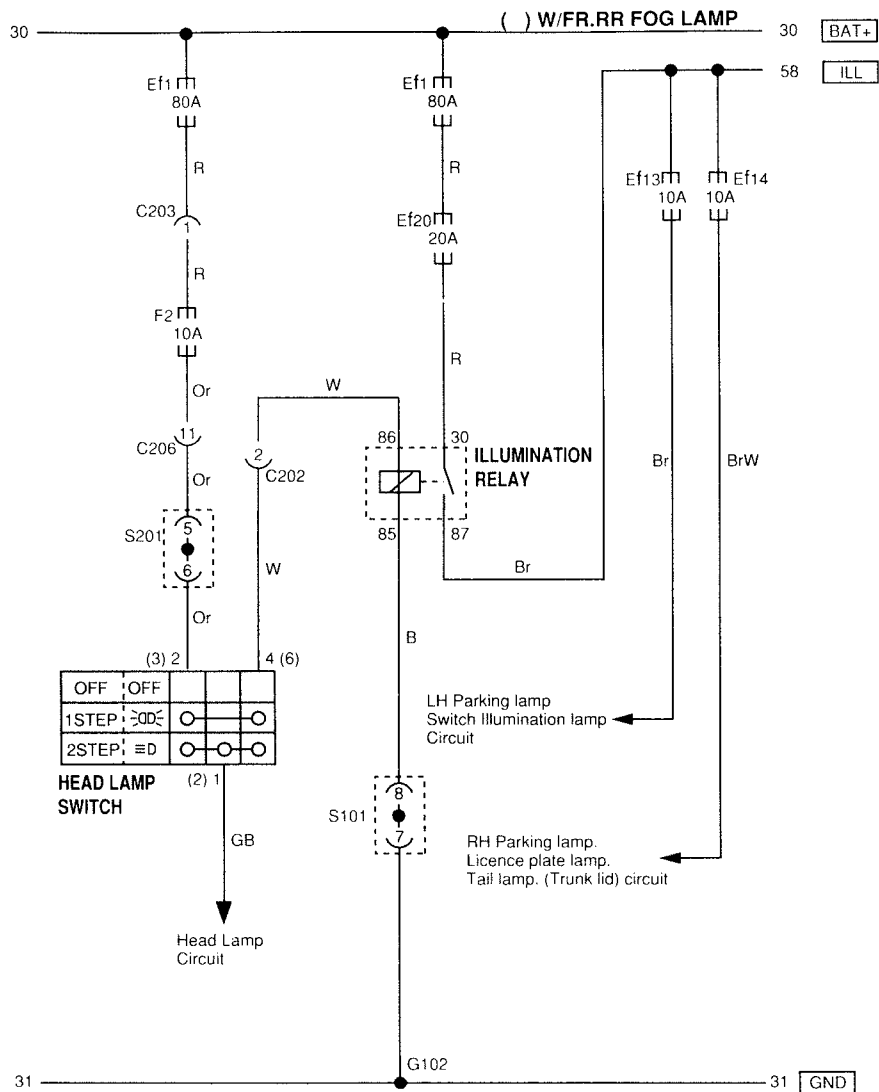 ( ) W/FR.RR FOG LAMP
30
30
BAT+
58
ILL
Ef1
80A
Ef1
80A
R
R
Ef13
10A
Ef14
10A
C203
1
Ef20
20A
R
F2
10A
R
Or
W
11
C206
2
C202
86
30
ILLUMINATION
RELAY
Br
BrW
Or
S201
5
6
85
87
W
Br
Or
B
(3) 2
4 (6)
OFF
OFF
1STEP
2STEP
LH Parking lamp
Switch Illumination lamp
Circuit
(2) 1
HEAD LAMP
SWITCH
8
S101
7
GB
RH Parking lamp.
Licence plate lamp.
Tail lamp. (Trunk lid) circuit
Head Lamp
Circuit
G102
31
31
GND